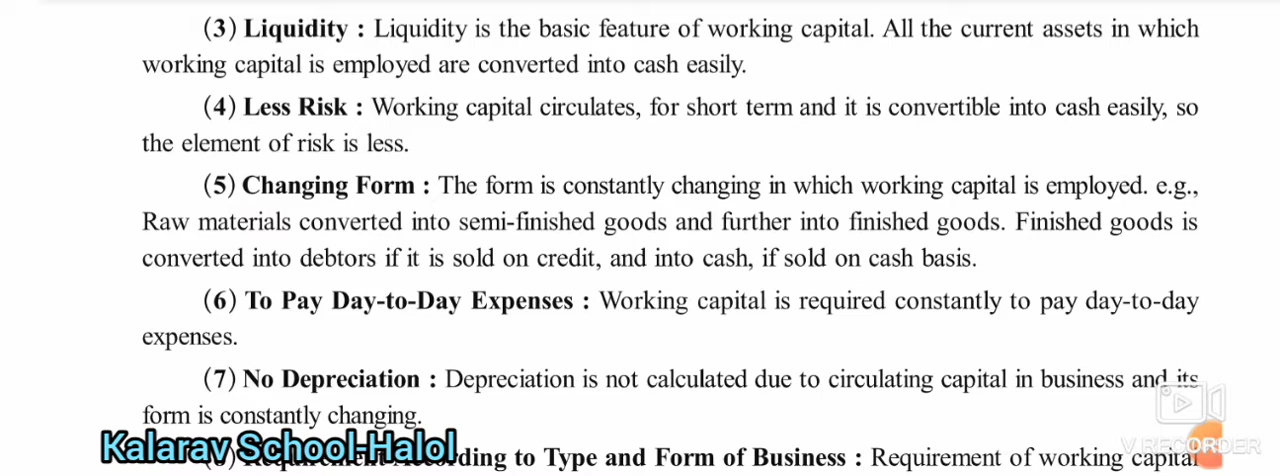 (3) Liquidity : Liquidity is the basic feature of working capital. All the current assets in which
working capital is employed are converted into cash easily.
(4) Less Risk : Working capital circulates, for short term and it is convertible into cash easily, so
the element of risk is less.
(5) Changing Form : The form is constantly changing in which working capital is employed. e.g.,
Raw materials converted into semi-finished goods and further into finished goods. Finished goods is
converted into debtors if it is sold on credit, and into cash, if sold on cash basis.
(6) To Pay Day-to-Day Expenses : Working capital is required constantly to pay day-to-day
expenses.
(7) No Depreciation : Depreciation is not calculated due to circulating capital in business and its
form is constantly changing.
Kalarav School-Halol
to Type and Form of Business : Requirement of working capital
V.RECORDER